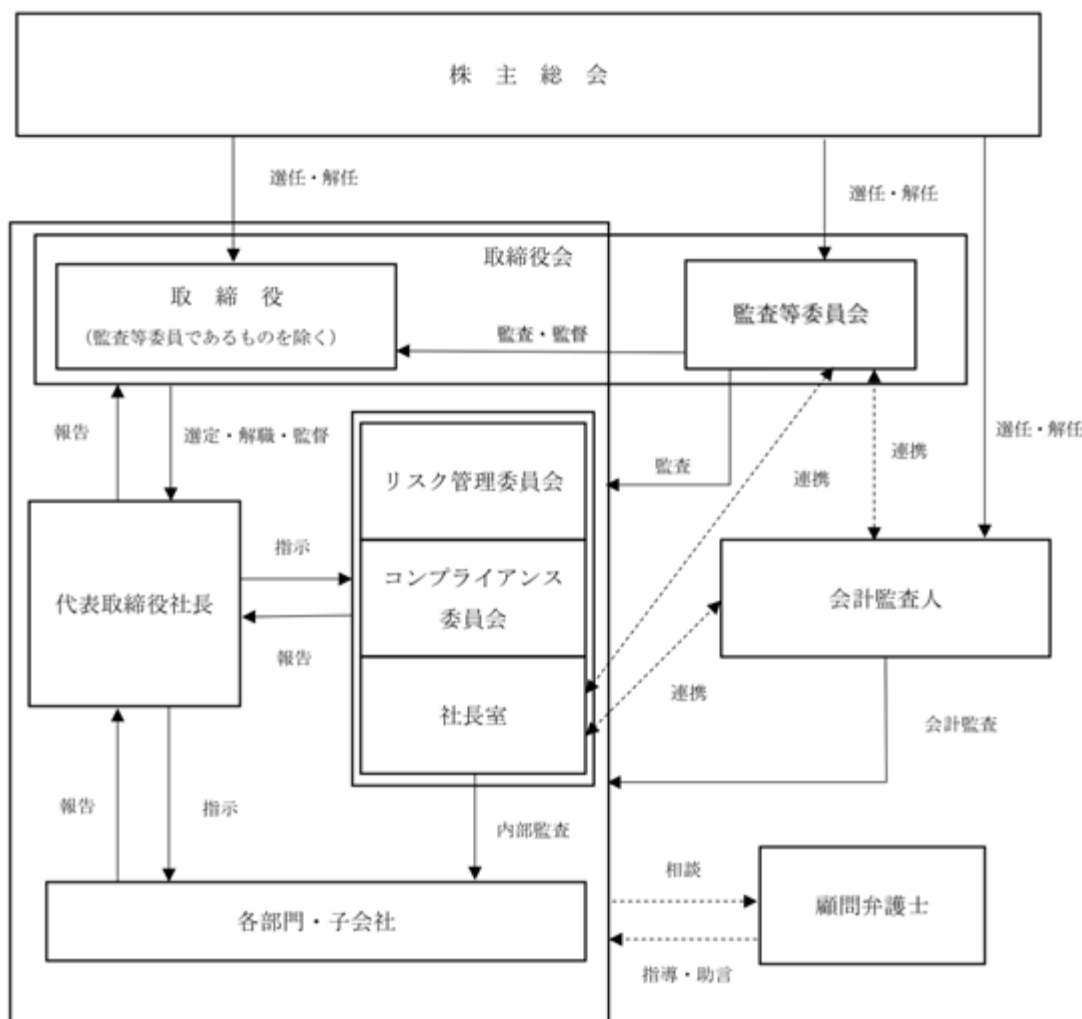 株 主 総 会
選任・解任
選任・解任
取締役会
取 締 役
(監査等委員であるものを除く)
監査等委員会
監査・監督
報告
選定・解職・監督
選任・解任
連携
監査
連携
リスク管理委員会
指示
コンプライアンス
委員会
代表取締役社長
会計監査人
報告
連携
社長室
会計監査
報告
指示
内部監査
相談
各部門・子会社
顧問弁護士
指導・助言